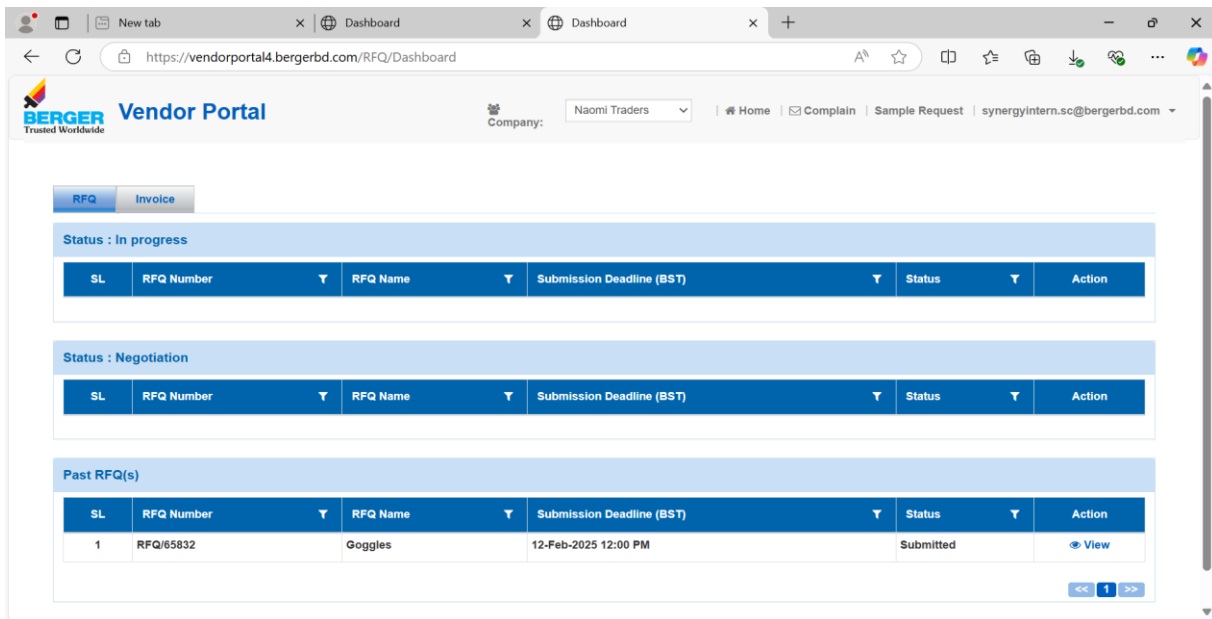 New tab
Dashboard
Dashboard
https://vendorportal4.bergerbd.com/RFQ/Dashboard
BERGER
Trusted Worldwide
Vendor Portal
Company:
Naomi Traders
Home
Complain
Sample Request
synergyintern.sc@bergerbd.com
RFQ
Invoice
Status : In progress
SL RFQ Number RFQ Name Submission Deadline (BST) Status Action
Status : Negotiation
SL RFQ Number RFQ Name Submission Deadline (BST) Status Action
Past RFQ(s)
SL RFQ Number RFQ Name Submission Deadline (BST) Status Action
1 RFQ/65832 Goggles 12-Feb-2025 12:00 PM Submitted View
<< 1 >>